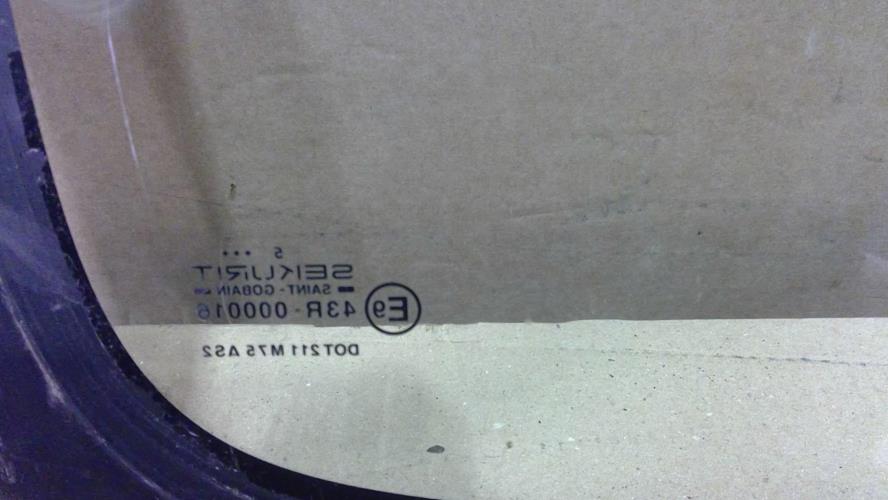 5 •••
SEKURIT
SAINT-GOBAIN
E9 43R-000016
DOT211 M75 AS2